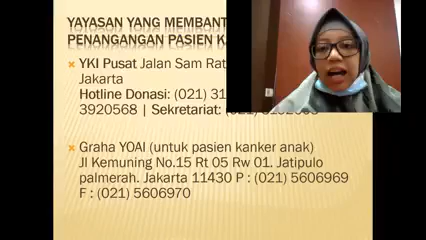 YAYASAN YANG MEMBANT
PENANGANGAN PASIEN
YKI Pusat Jalan Sam Rat
Jakarta
Hotline Donasi: (021) 31
3920568 | Sekretariat: (021)
Graha YOAI (untuk pasien kanker anak)
Jl Kemuning No.15 Rt 05 Rw 01. Jatipulo
palmerah. Jakarta 11430 P : (021) 5606969
F : (021) 5606970